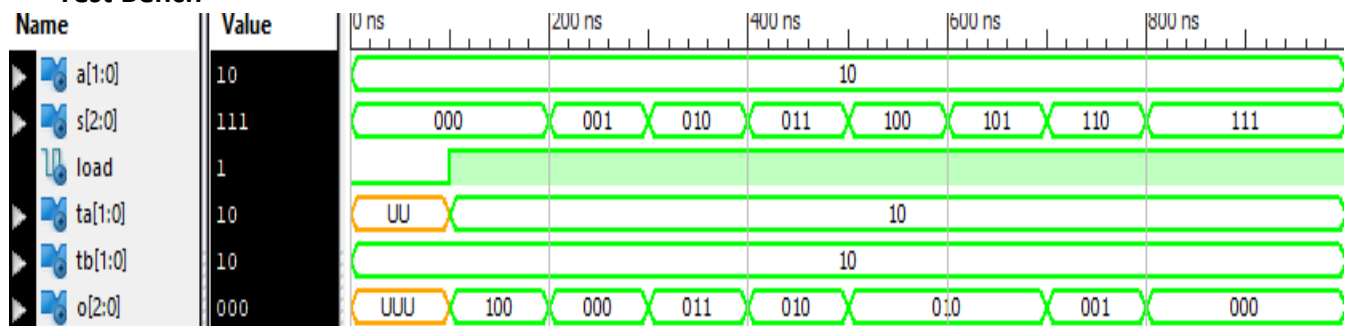 Test Bench
Name Value 0 ns 200 ns 400 ns 600 ns 800 ns
a[1:0] 10 10
s[2:0] 111 000 001 010 011 100 101 110 111
load 1
ta[1:0] 10 UU 10
tb[1:0] 10 10
o[2:0] 000 UUU 100 000 011 010 010 001 000